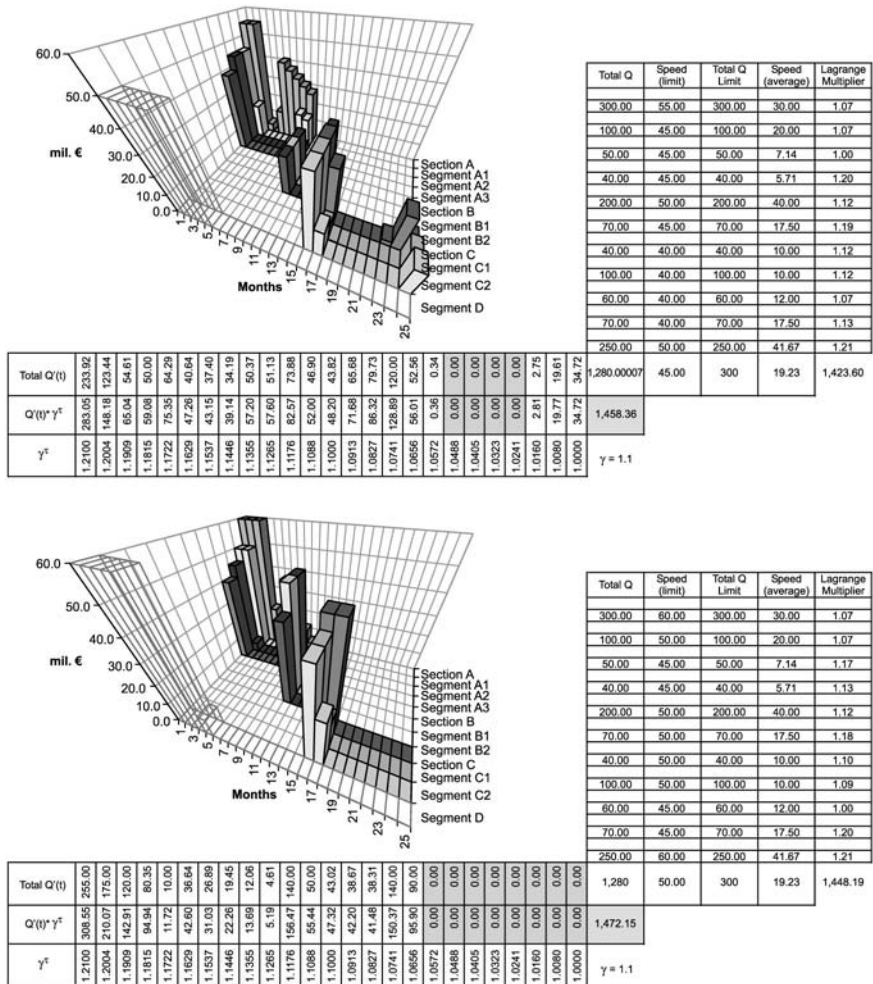 60.0
50.0
40.0
30.0
20.0
10.0
0.0
mil. €
1 3 5 7 9 11 13 15 17 19 21 23 25
Months
Section A
Segment A1
Segment A2
Segment A3
Section B
Segment B1
Segment B2
Section C
Segment C1
Segment C2
Segment D
Total Q Speed (limit) Total Q Limit Speed (average) Lagrange Multiplier
300.00 55.00 300.00 30.00 1.07
100.00 45.00 100.00 20.00 1.07
50.00 45.00 50.00 7.14 1.00
40.00 45.00 40.00 5.71 1.20
200.00 50.00 200.00 40.00 1.12
70.00 45.00 70.00 17.50 1.19
40.00 40.00 40.00 10.00 1.12
100.00 40.00 100.00 10.00 1.12
60.00 40.00 60.00 12.00 1.07
70.00 40.00 70.00 17.50 1.13
250.00 50.00 250.00 41.67 1.21
Total Q'(t) 233.92 123.44 54.61 50.00 64.29 40.64 37.40 34.19 50.37 51.13 73.88 46.90 43.82 65.68 79.73 120.00 52.56 0.34 0.00 0.00 0.00 0.00 2.75 19.61 34.72 1,280.00007 45.00 300 19.23 1,423.60
Q'(t)* γτ 283.05 148.18 65.04 59.08 75.35 47.26 43.15 39.14 57.20 57.60 82.57 52.00 48.20 71.68 86.32 128.89 56.01 0.36 0.00 0.00 0.00 0.00 2.81 19.77 34.72 1,458.36
γτ 1.2100 1.2004 1.1909 1.1815 1.1722 1.1629 1.1537 1.1446 1.1355 1.1265 1.1176 1.1088 1.1000 1.0913 1.0827 1.0741 1.0656 1.0572 1.0488 1.0405 1.0323 1.0241 1.0160 1.0080 1.0000 γ = 1.1
60.0
50.0
40.0
30.0
20.0
10.0
0.0
mil. €
1 3 5 7 9 11 13 15 17 19 21 23 25
Months
Section A
Segment A1
Segment A2
Segment A3
Section B
Segment B1
Segment B2
Section C
Segment C1
Segment C2
Segment D
Total Q Speed (limit) Total Q Limit Speed (average) Lagrange Multiplier
300.00 60.00 300.00 30.00 1.07
100.00 50.00 100.00 20.00 1.07
50.00 45.00 50.00 7.14 1.17
40.00 45.00 40.00 5.71 1.13
200.00 50.00 200.00 40.00 1.12
70.00 50.00 70.00 17.50 1.18
40.00 50.00 40.00 10.00 1.10
100.00 50.00 100.00 10.00 1.09
60.00 45.00 60.00 12.00 1.00
70.00 45.00 70.00 17.50 1.20
250.00 60.00 250.00 41.67 1.21
Total Q'(t) 255.00 175.00 120.00 80.35 10.00 36.64 26.89 19.45 12.06 4.61 140.00 50.00 43.02 38.67 38.31 140.00 90.00 0.00 0.00 0.00 0.00 0.00 0.00 0.00 0.00 1,280 50.00 300 19.23 1,448.19
Q'(t)* γτ 308.55 210.07 142.91 94.94 11.72 42.60 31.03 22.26 13.69 5.19 156.47 55.44 47.32 42.20 41.48 150.37 95.90 0.00 0.00 0.00 0.00 0.00 0.00 0.00 0.00 1,472.15
γτ 1.2100 1.2004 1.1909 1.1815 1.1722 1.1629 1.1537 1.1446 1.1355 1.1265 1.1176 1.1088 1.1000 1.0913 1.0827 1.0741 1.0656 1.0572 1.0488 1.0405 1.0323 1.0241 1.0160 1.0080 1.0000 γ = 1.1